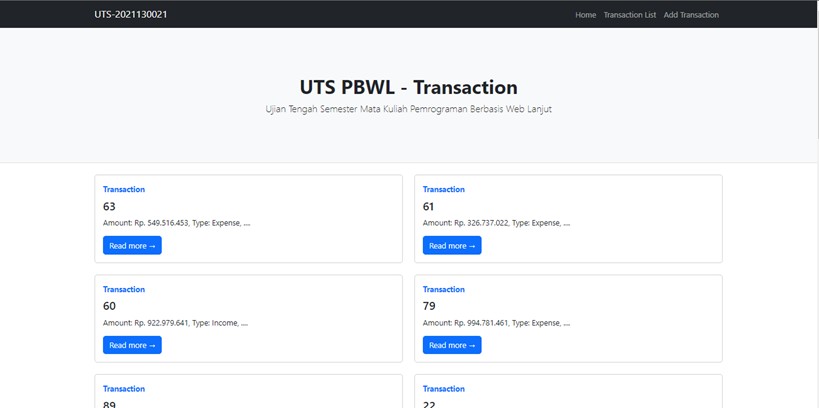 UTS-2021130021
Home Transaction List Add Transaction
UTS PBWL - Transaction
Ujian Tengah Semester Mata Kuliah Pemrograman Berbasis Web Lanjut
Transaction
63
Amount: Rp. 549.516.453, Type: Expense, ....
Read more →
Transaction
61
Amount: Rp. 326.737.022, Type: Expense, ....
Read more →
Transaction
60
Amount: Rp. 922.979.641, Type: Income, ....
Read more →
Transaction
79
Amount: Rp. 994.781.461, Type: Expense, ....
Read more →
Transaction
89
Transaction
22